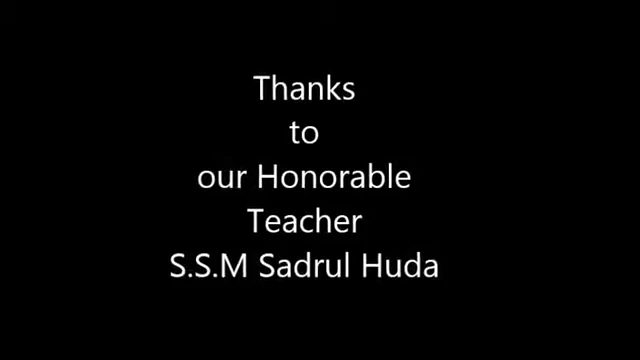 Thanks
to
our Honorable
Teacher
S.S.M Sadrul Huda